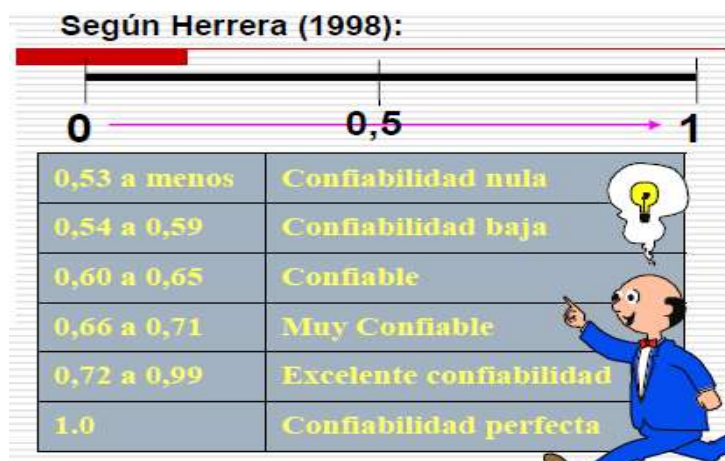 Según Herrera (1998):
0 0,5 1
0,53 a menos Confiabilidad nula
0,54 a 0,59 Confiabilidad baja
0,60 a 0,65 Confiable
0,66 a 0,71 Muy Confiable
0,72 a 0,99 Excelente confiabilidad
1.0 Confiabilidad perfecta